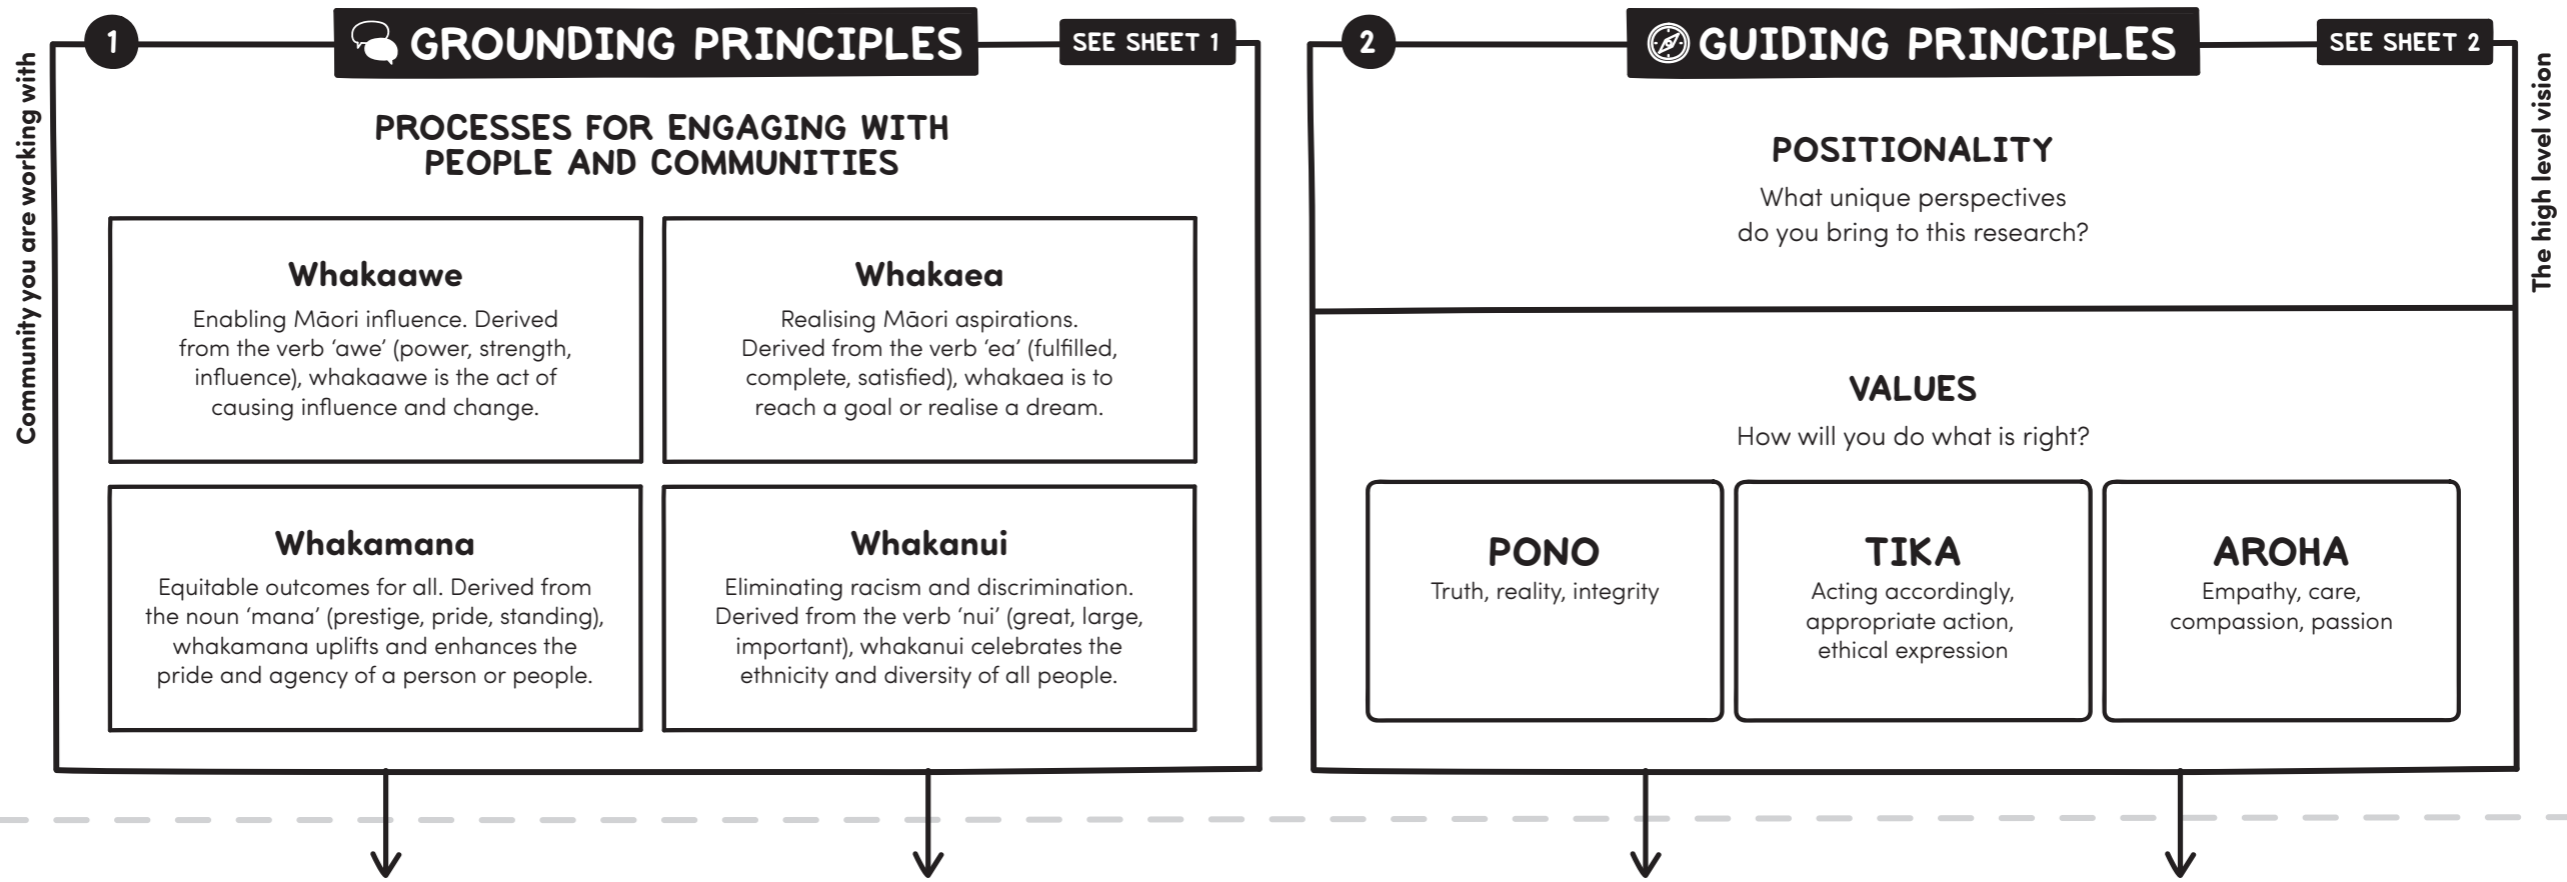 Community you are working with
1
GROUNDING PRINCIPLES
SEE SHEET 1
PROCESSES FOR ENGAGING WITH
PEOPLE AND COMMUNITIES
Whakaawe
Enabling Māori influence. Derived
from the verb ‘awe’ (power, strength,
influence), whakaawe is the act of
causing influence and change.
Whakaea
Realising Māori aspirations.
Derived from the verb ‘ea’ (fulfilled,
complete, satisfied), whakaea is to
reach a goal or realise a dream.
Whakamana
Equitable outcomes for all. Derived from
the noun ‘mana’ (prestige, pride, standing),
whakamana uplifts and enhances the
pride and agency of a person or people.
Whakanui
Eliminating racism and discrimination.
Derived from the verb ‘nui’ (great, large,
important), whakanui celebrates the
ethnicity and diversity of all people.
2
GUIDING PRINCIPLES
SEE SHEET 2
POSITIONALITY
What unique perspectives
do you bring to this research?
VALUES
How will you do what is right?
PONO
Truth, reality, integrity
TIKA
Acting accordingly,
appropriate action,
ethical expression
AROHA
Empathy, care,
compassion, passion
The high level vision